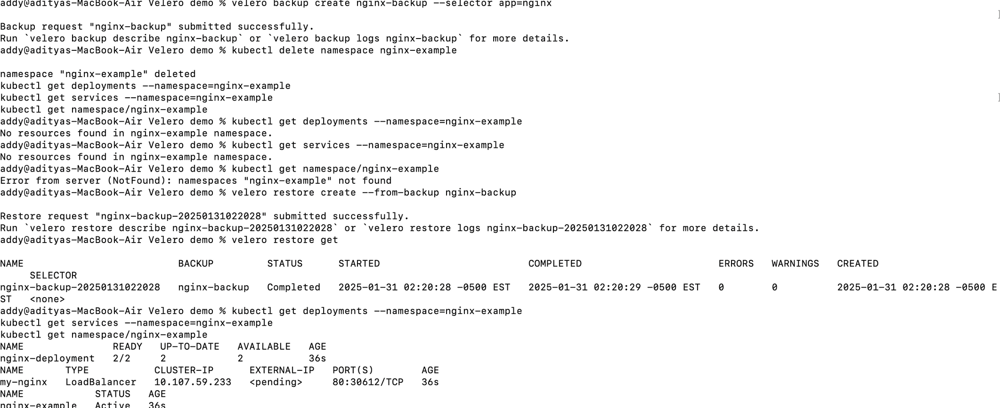 addy@adityas-MacBook-Air Velero demo % velero backup create nginx-backup --selector app=nginx
]
Backup request "nginx-backup" submitted successfully.
Run `velero backup describe nginx-backup` or `velero backup logs nginx-backup` for more details.
addy@adityas-MacBook-Air Velero demo % kubectl delete namespace nginx-example
namespace "nginx-example" deleted
kubectl get deployments --namespace=nginx-example
kubectl get services --namespace=nginx-example ]
kubectl get namespace/nginx-example
addy@adityas-MacBook-Air Velero demo % kubectl get deployments --namespace=nginx-example
No resources found in nginx-example namespace.
addy@adityas-MacBook-Air Velero demo % kubectl get services --namespace=nginx-example
No resources found in nginx-example namespace.
addy@adityas-MacBook-Air Velero demo % kubectl get namespace/nginx-example
Error from server (NotFound): namespaces "nginx-example" not found
addy@adityas-MacBook-Air Velero demo % velero restore create --from-backup nginx-backup
Restore request "nginx-backup-20250131022028" submitted successfully.
Run `velero restore describe nginx-backup-20250131022028` or `velero restore logs nginx-backup-20250131022028` for more details.
addy@adityas-MacBook-Air Velero demo % velero restore get
NAME BACKUP STATUS STARTED COMPLETED ERRORS WARNINGS CREATED
SELECTOR
nginx-backup-20250131022028 nginx-backup Completed 2025-01-31 02:20:28 -0500 EST 2025-01-31 02:20:29 -0500 EST 0 0 2025-01-31 02:20:28 -0500 E
ST <none>
addy@adityas-MacBook-Air Velero demo % kubectl get deployments --namespace=nginx-example
kubectl get services --namespace=nginx-example
kubectl get namespace/nginx-example
NAME READY UP-TO-DATE AVAILABLE AGE
nginx-deployment 2/2 2 2 36s
NAME TYPE CLUSTER-IP EXTERNAL-IP PORT(S) AGE
my-nginx LoadBalancer 10.107.59.233 <pending> 80:30612/TCP 36s
NAME STATUS AGE
nginx-example Active 36s